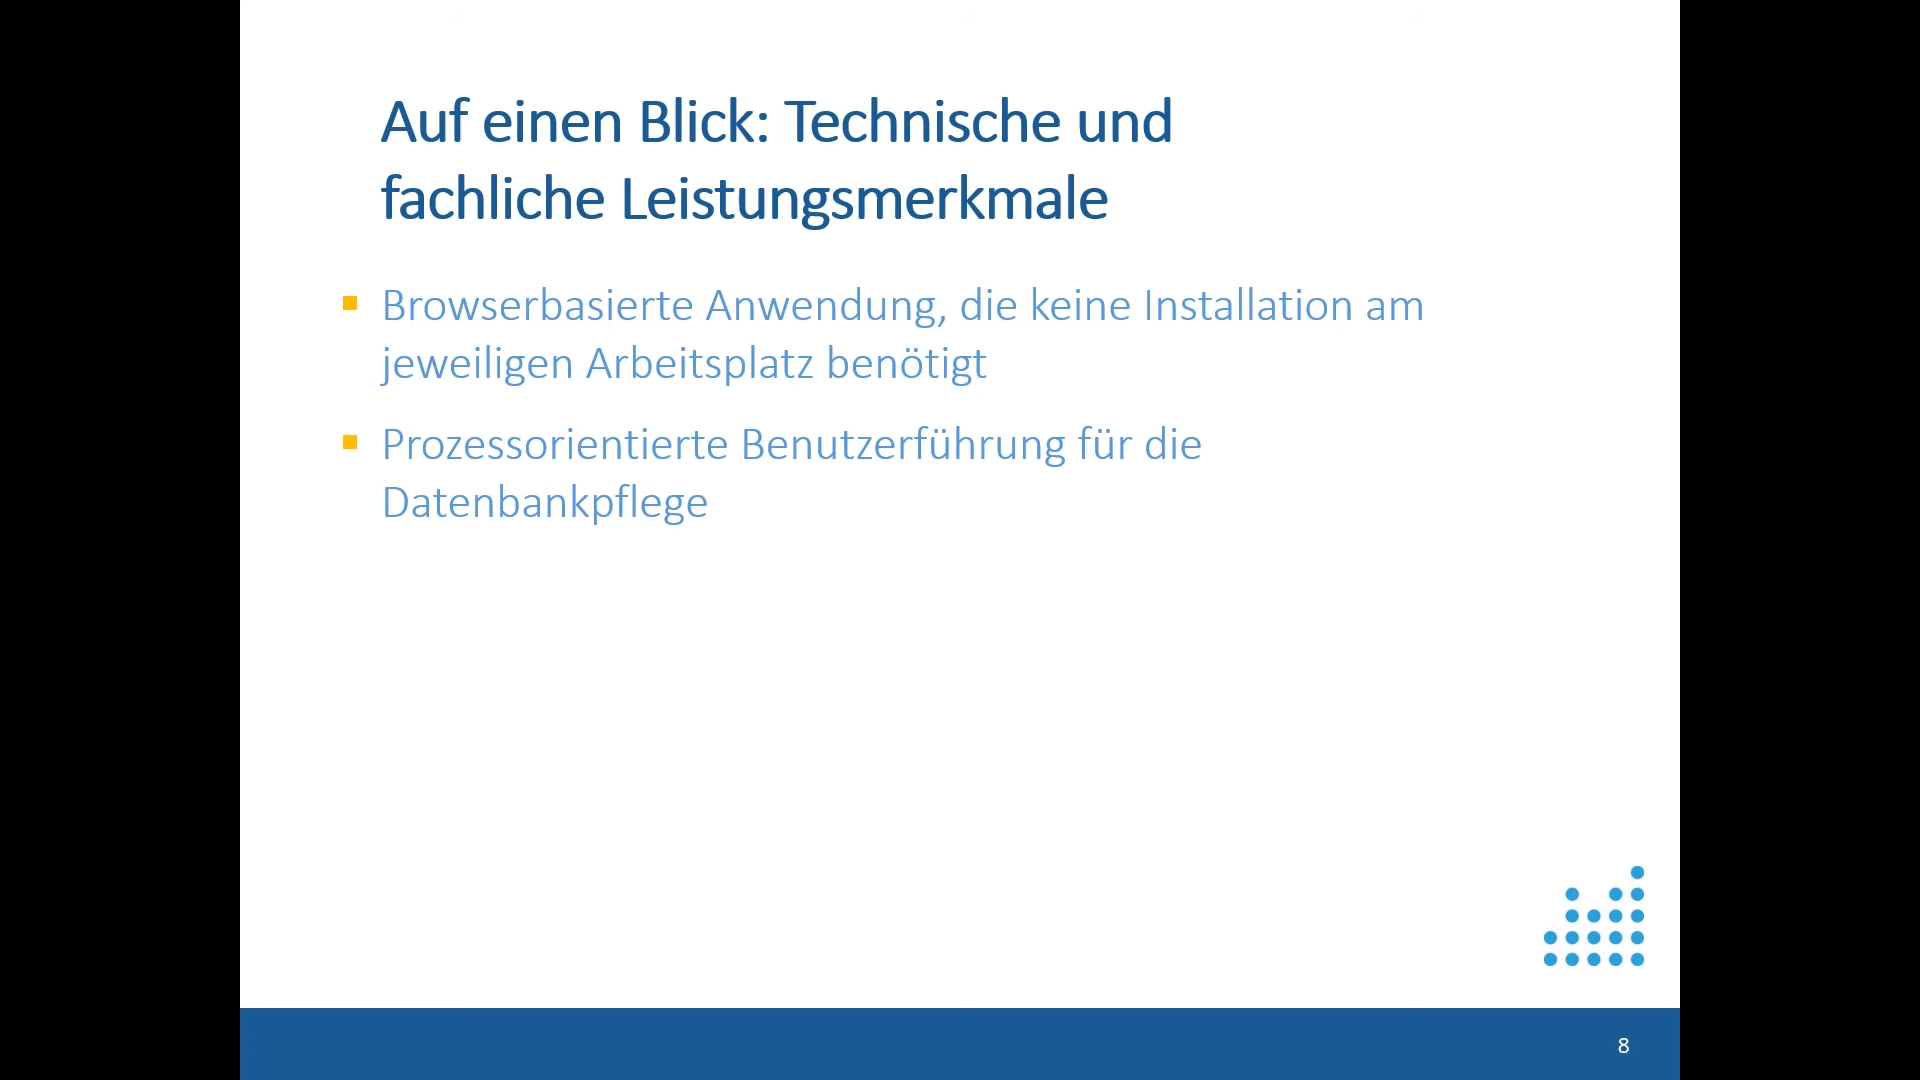 Auf einen Blick: Technische und
fachliche Leistungsmerkmale
Browserbasierte Anwendung, die keine Installation am
jeweiligen Arbeitsplatz benötigt
Prozessorientierte Benutzerführung für die
Datenbankpflege
8